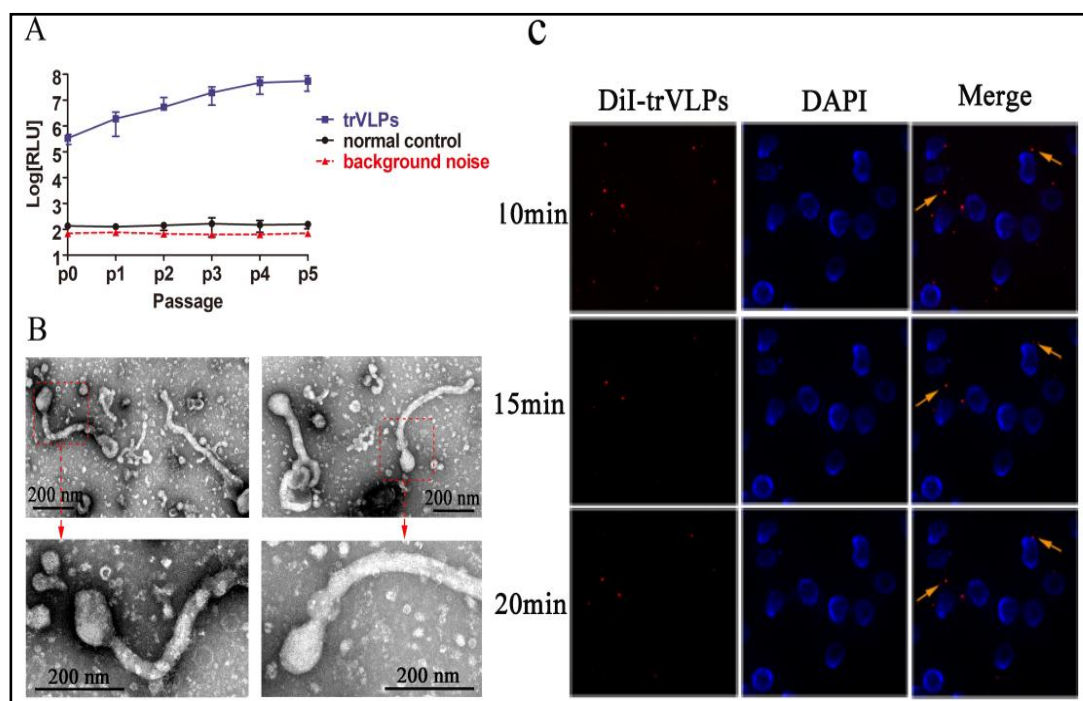 A
Log[RLU]
8
7
6
5
4
3
2
1
p0 p1 p2 p3 p4 p5
Passage
trVLPs
normal control
background noise
B
200 nm
200 nm
200 nm
200 nm
C
DiI-trVLPs DAPI Merge
10min
15min
20min